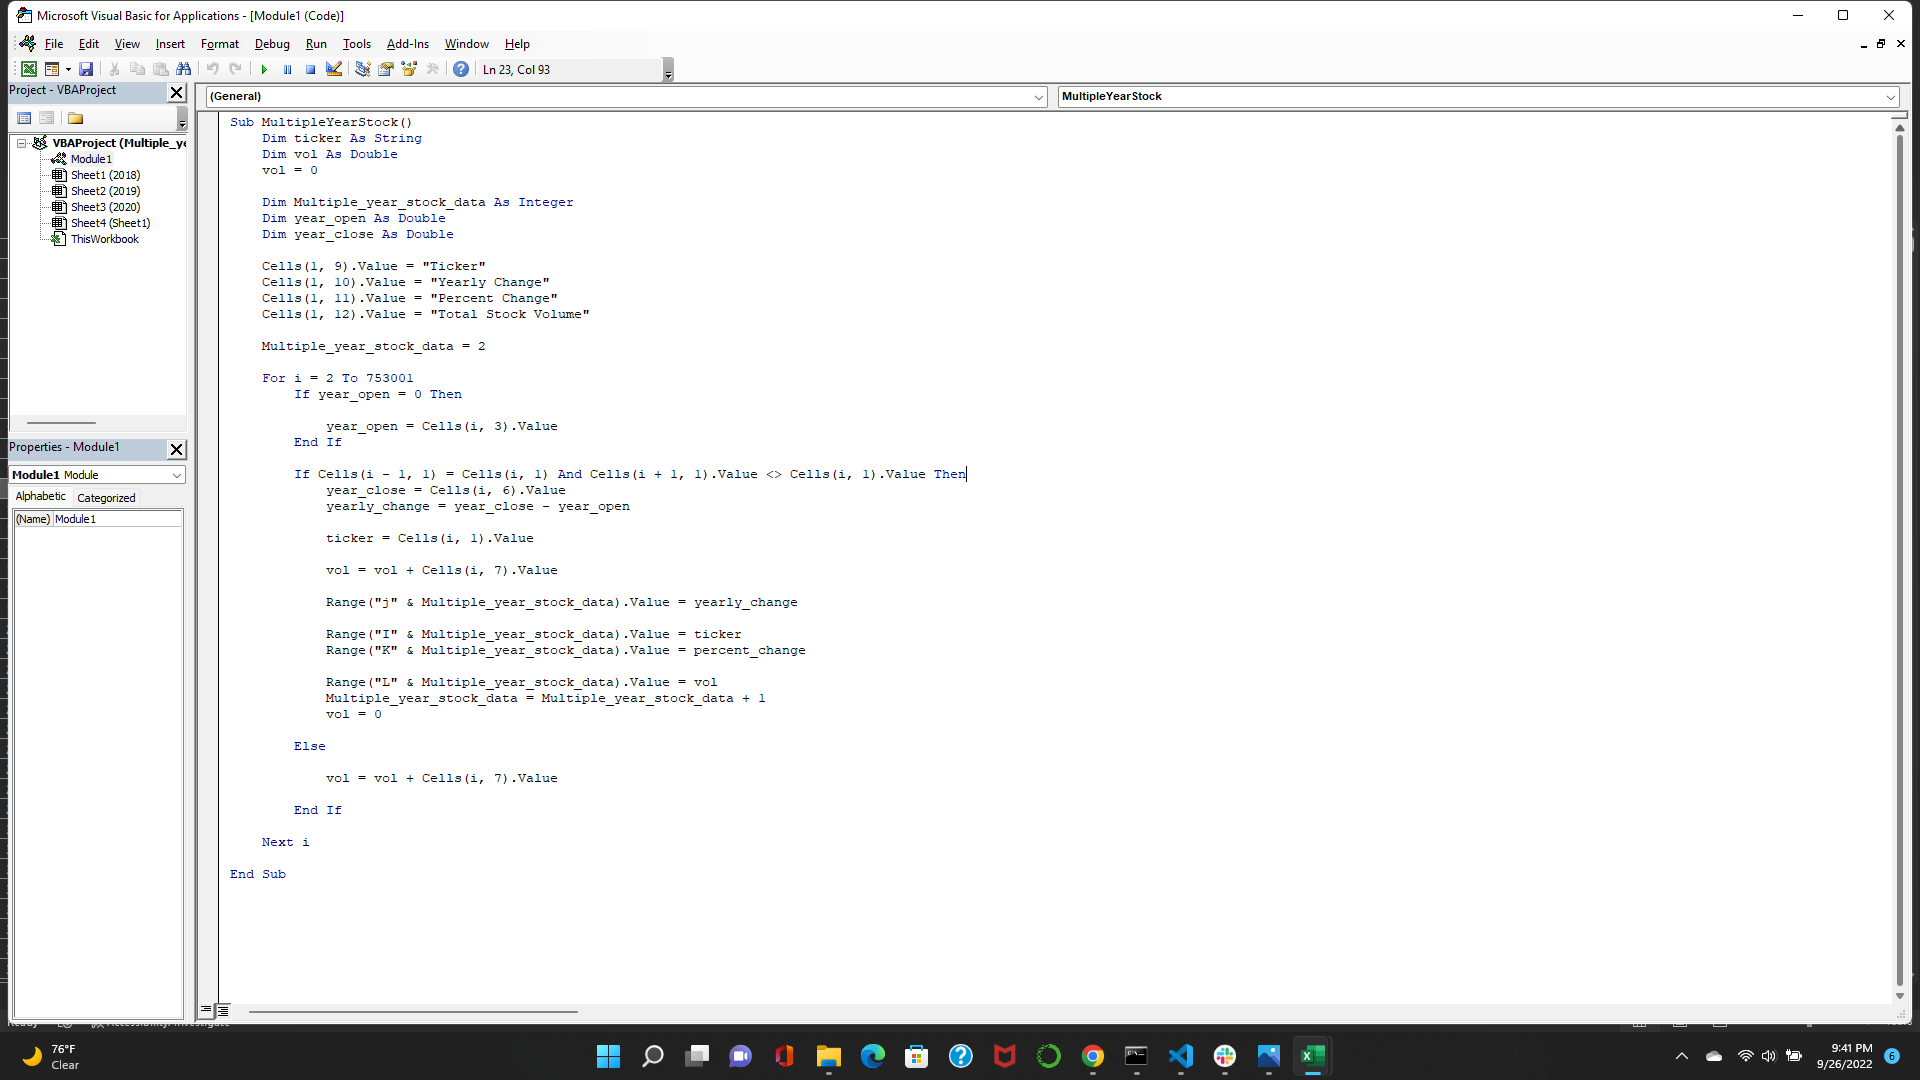 Microsoft Visual Basic for Applications - [Module1 (Code)]
File Edit View Insert Format Debug Run Tools Add-Ins Window Help
Ln 23, Col 93
Project - VBAProject
(General)
MultipleYearStock
VBAProject (Multiple_ye
Module1
Sheet1 (2018)
Sheet2 (2019)
Sheet3 (2020)
Sheet4 (Sheet1)
ThisWorkbook
Properties - Module1
Module1 Module
Alphabetic Categorized
(Name) Module1
Sub MultipleYearStock()
Dim ticker As String
Dim vol As Double
vol = 0
Dim Multiple_year_stock_data As Integer
Dim year_open As Double
Dim year_close As Double
Cells(1, 9).Value = "Ticker"
Cells(1, 10).Value = "Yearly Change"
Cells(1, 11).Value = "Percent Change"
Cells(1, 12).Value = "Total Stock Volume"
Multiple_year_stock_data = 2
For i = 2 To 753001
If year_open = 0 Then
year_open = Cells(i, 3).Value
End If
If Cells(i - 1, 1) = Cells(i, 1) And Cells(i + 1, 1).Value <> Cells(i, 1).Value Then
year_close = Cells(i, 6).Value
yearly_change = year_close - year_open
ticker = Cells(i, 1).Value
vol = vol + Cells(i, 7).Value
Range("j" & Multiple_year_stock_data).Value = yearly_change
Range("I" & Multiple_year_stock_data).Value = ticker
Range("K" & Multiple_year_stock_data).Value = percent_change
Range("L" & Multiple_year_stock_data).Value = vol
Multiple_year_stock_data = Multiple_year_stock_data + 1
vol = 0
Else
vol = vol + Cells(i, 7).Value
End If
Next i
End Sub
76°F
Clear
9:41 PM
9/26/2022
6